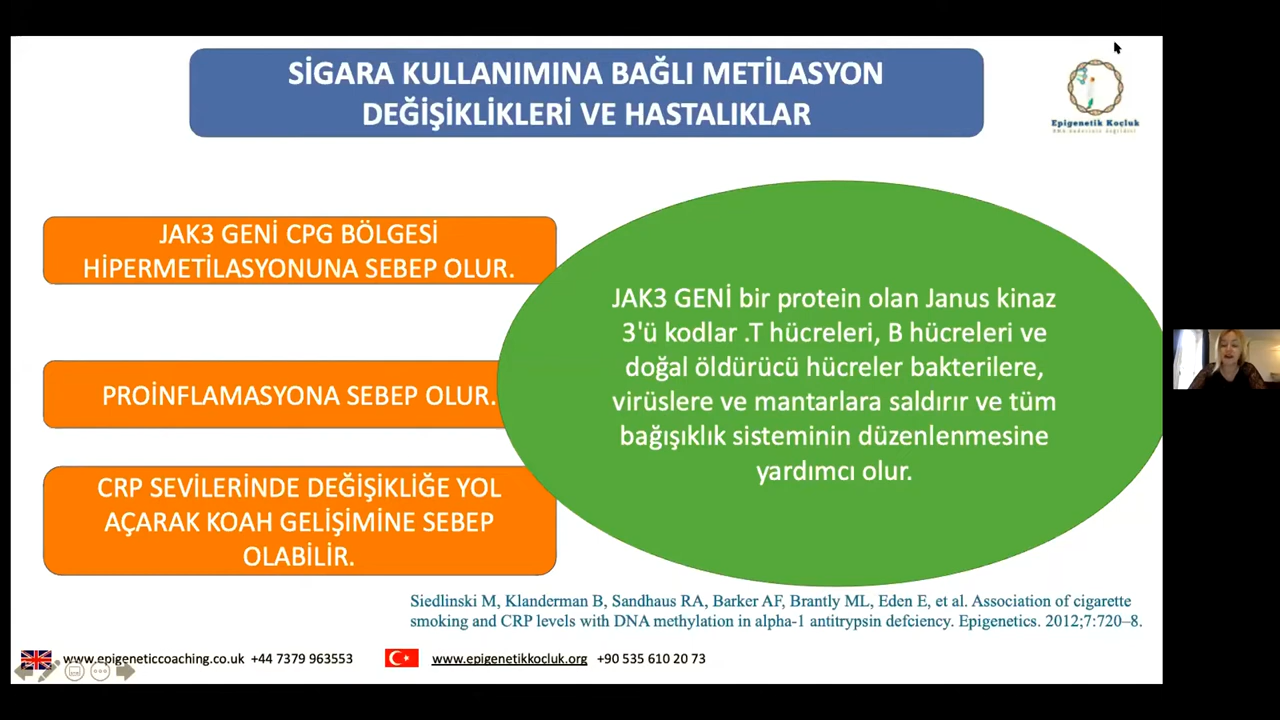 SİGARA KULLANIMINA BAĞLI METİLASYON
DEĞİŞİKLİKLERİ VE HASTALIKLAR
Epigenetik Koçluk
JAK3 GENİ CPG BÖLGESİ
HİPERMETİLASYONUNA SEBEP OLUR.
PROİNFLAMASYONA SEBEP OLUR.
CRP SEVİLERİNDE DEĞİŞİKLİĞE YOL
AÇARAK KOAH GELİŞİMİNE SEBEP
OLABİLİR.
JAK3 GENİ bir protein olan Janus kinaz
3'ü kodlar .T hücreleri, B hücreleri ve
doğal öldürücü hücreler bakterilere,
virüslere ve mantarlara saldırır ve tüm
bağışıklık sisteminin düzenlenmesine
yardımcı olur.
Siedlinski M, Klanderman B, Sandhaus RA, Barker AF, Brantly ML, Eden E, et al. Association of cigarette
smoking and CRP levels with DNA methylation in alpha-1 antitrypsin defciency. Epigenetics. 2012;7:720–8.
www.epigeneticcoaching.co.uk +44 7379 963553
www.epigenetikkocluk.org +90 535 610 20 73